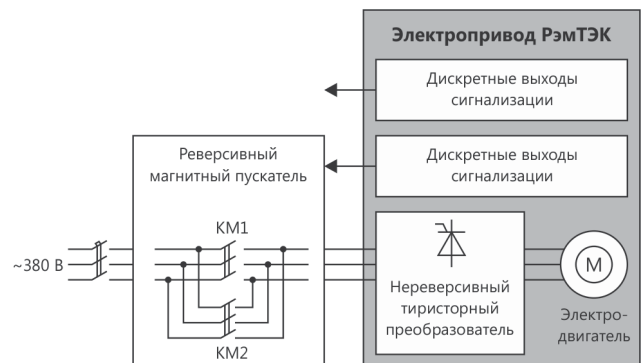 Электропривод РэмТЭК
Дискретные выходы
сигнализации
Реверсивный
магнитный пускатель
Дискретные выходы
сигнализации
КМ1
~380 В
М
Нереверсивный
тиристорный
преобразователь
Электро-
двигатель
КМ2